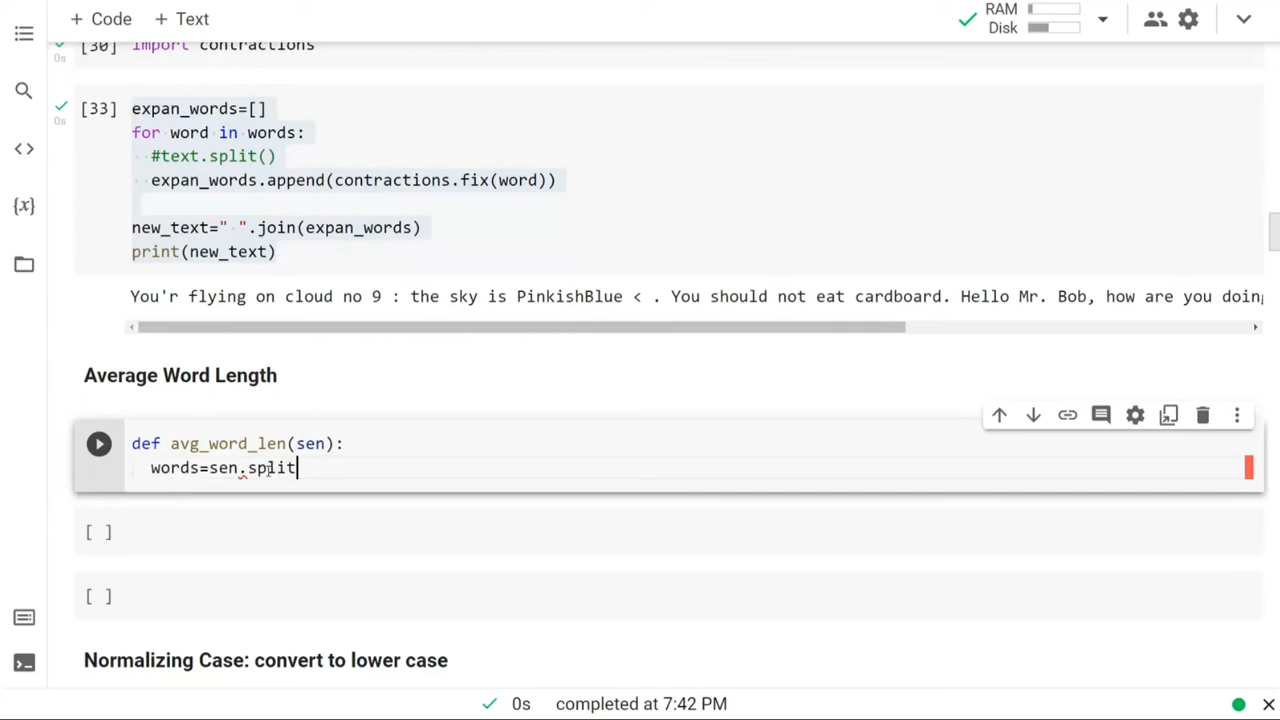 + Code + Text
RAM
Disk
[30] import contractions
0s
[33] expan_words=[]
0s
for word in words:
#text.split()
expan_words.append(contractions.fix(word))
new_text=" ".join(expan_words)
print(new_text)
You'r flying on cloud no 9 : the sky is PinkishBlue < . You should not eat cardboard. Hello Mr. Bob, how are you doing
Average Word Length
def avg_word_len(sen):
words=sen.split
[ ]
[ ]
Normalizing Case: convert to lower case
0s completed at 7:42 PM